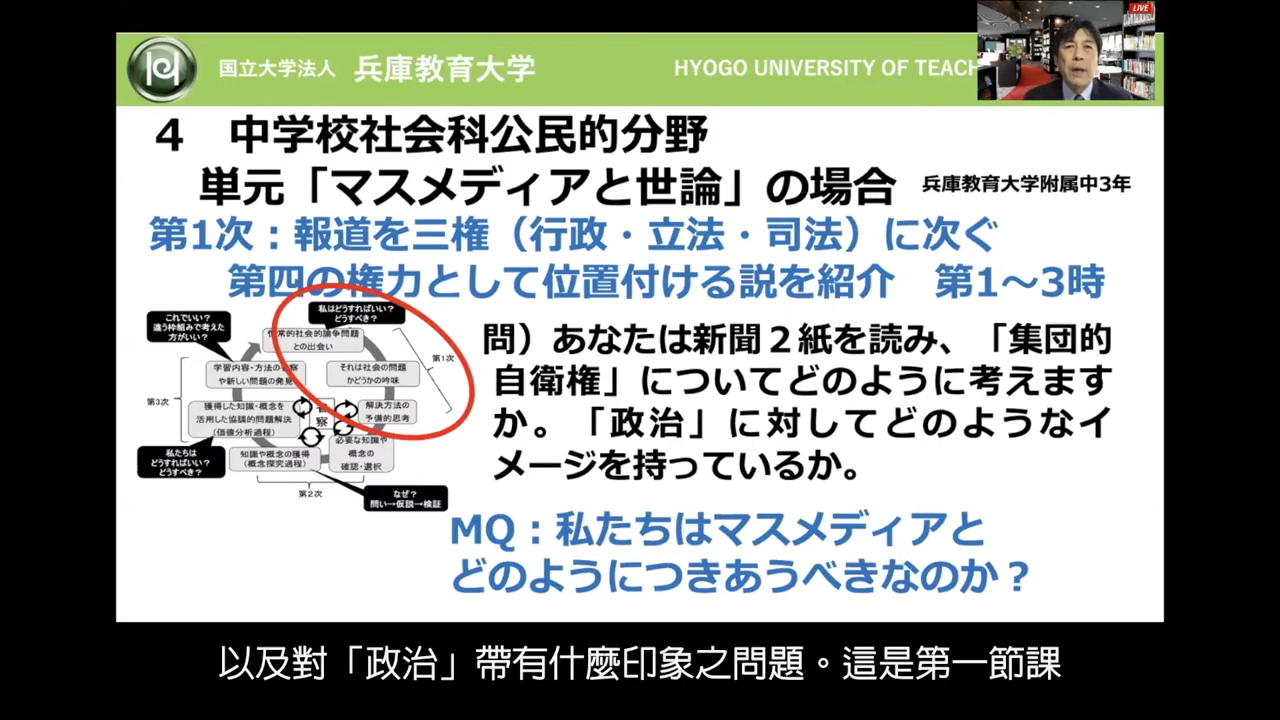 LIVE
国立大学法人 兵庫教育大学
HYOGO UNIVERSITY OF TEACH
4 中学校社会科公民的分野
単元「マスメディアと世論」の場合 兵庫教育大学附属中3年
第1次：報道を三権（行政・立法・司法）に次ぐ
第四の権力として位置付ける説を紹介 第1～3時
これでいい？
違う枠組みで考えた
方がいい？
私はどうすればいい？
どうすべき？
常的社会的論争問題
との出会い
学習内容・方法の省察
や新しい問題の発見
それは社会の問題
かどうかの吟味
第1次
第3次
獲得した知識・概念を
活用した協調的問題解決
（価値分析過程）
省察
解決方法の
予備的思考
私たちは
どうすればいい？
どうすべき？
知識や概念の獲得
（概念探究過程）
必要な知識や
概念の
確認・選択
第2次
なぜ？
問い→仮説→検証
問）あなたは新聞２紙を読み、「集団的
自衛権」についてどのように考えます
か。「政治」に対してどのようなイ
メージを持っているか。
MQ：私たちはマスメディアと
どのようにつきあうべきなのか？
以及對「政治」帶有什麼印象之問題。這是第一節課